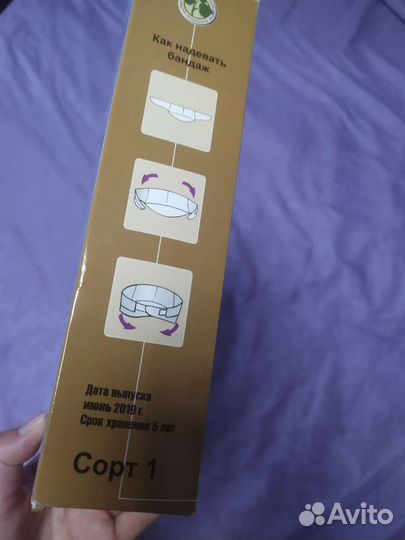 Как надевать
бандаж
Дата выпуска
июнь 2019 г.
Срок хранения 5 лет
Сорт 1
Avito